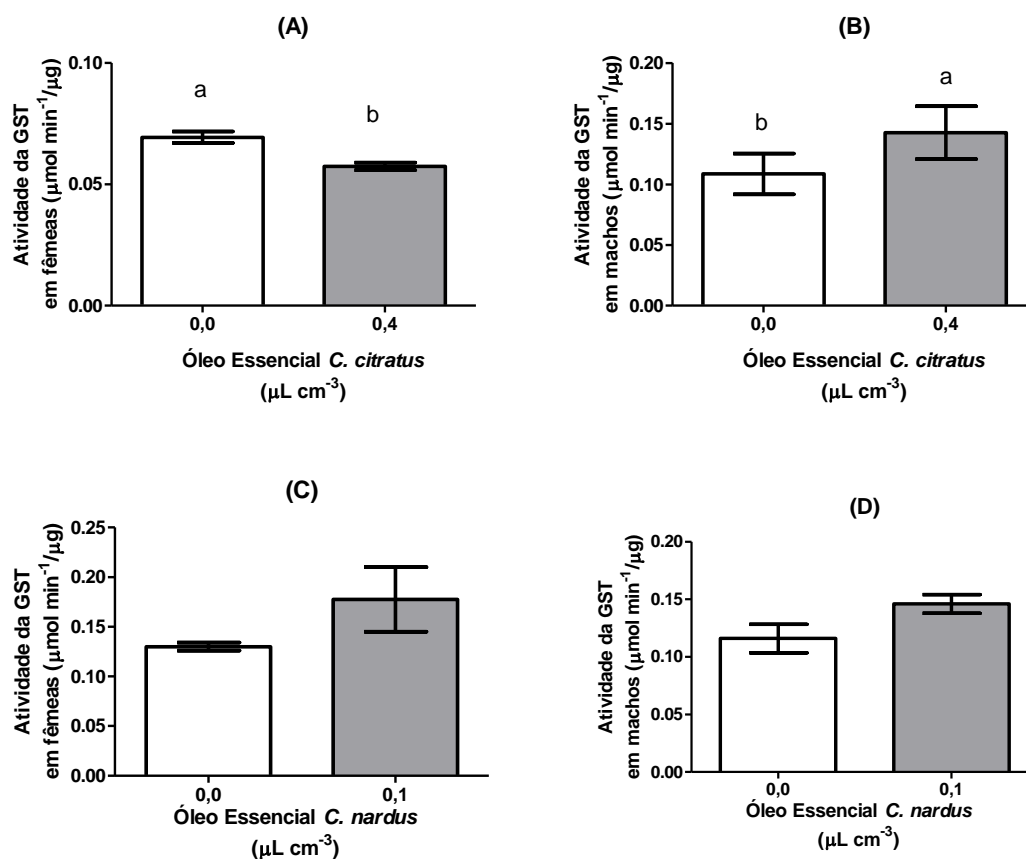 (A)
Atividade da GST
em fêmeas (μmol min⁻¹/μg)
0.10
0.05
0.00
a
b
0,0
0,4
Óleo Essencial C. citratus
(μL cm⁻³)
(B)
Atividade da GST
em machos (μmol min⁻¹/μg)
0.20
0.15
0.10
0.05
0.00
b
a
0,0
0,4
Óleo Essencial C. citratus
(μL cm⁻³)
(C)
Atividade da GST
em fêmeas (μmol min⁻¹/μg)
0.25
0.20
0.15
0.10
0.05
0.00
0,0
0,1
Óleo Essencial C. nardus
(μL cm⁻³)
(D)
Atividade da GST
em machos (μmol min⁻¹/μg)
0.20
0.15
0.10
0.05
0.00
0,0
0,1
Óleo Essencial C. nardus
(μL cm⁻³)